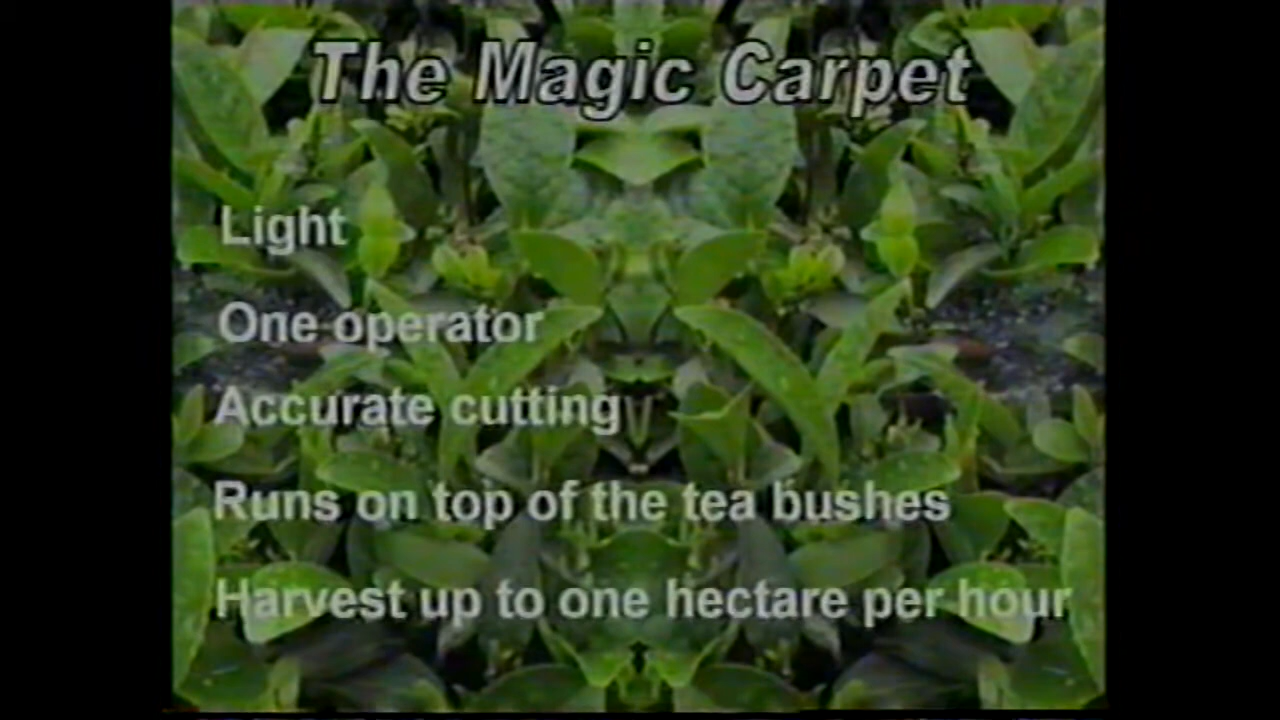 The Magic Carpet
Light
One operator
Accurate cutting
Runs on top of the tea bushes
Harvest up to one hectare per hour